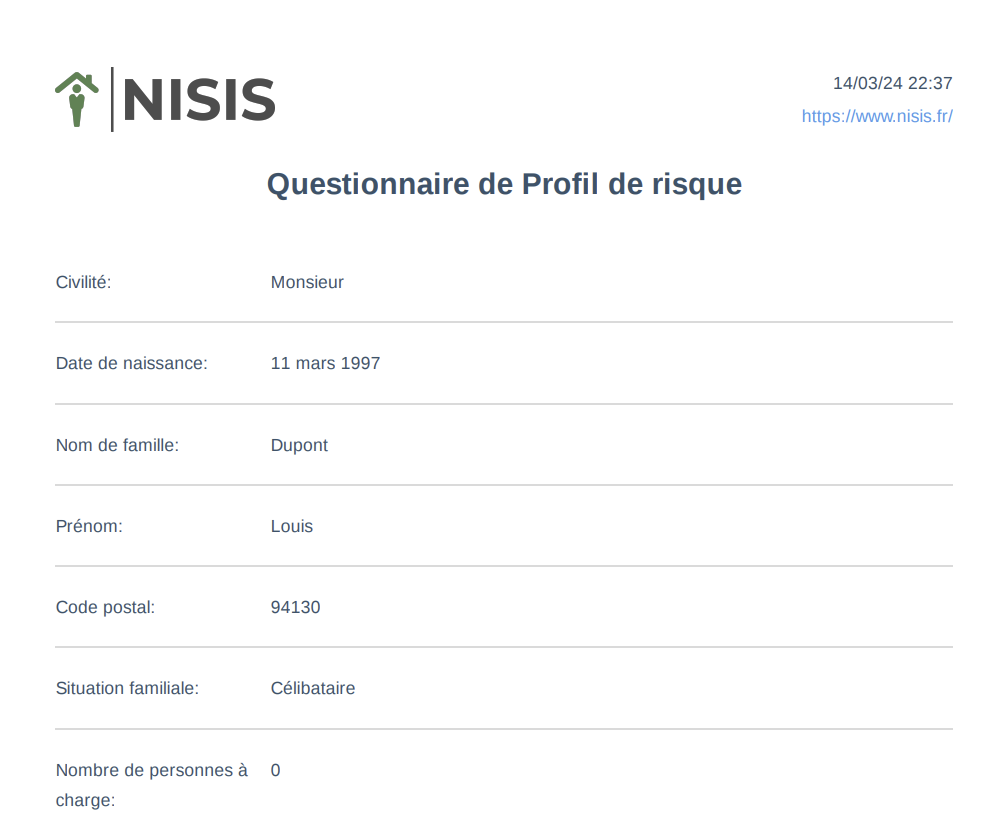 NISIS
14/03/24 22:37
https://www.nisis.fr/
Questionnaire de Profil de risque
Civilité: Monsieur
Date de naissance: 11 mars 1997
Nom de famille: Dupont
Prénom: Louis
Code postal: 94130
Situation familiale: Célibataire
Nombre de personnes à 0
charge: